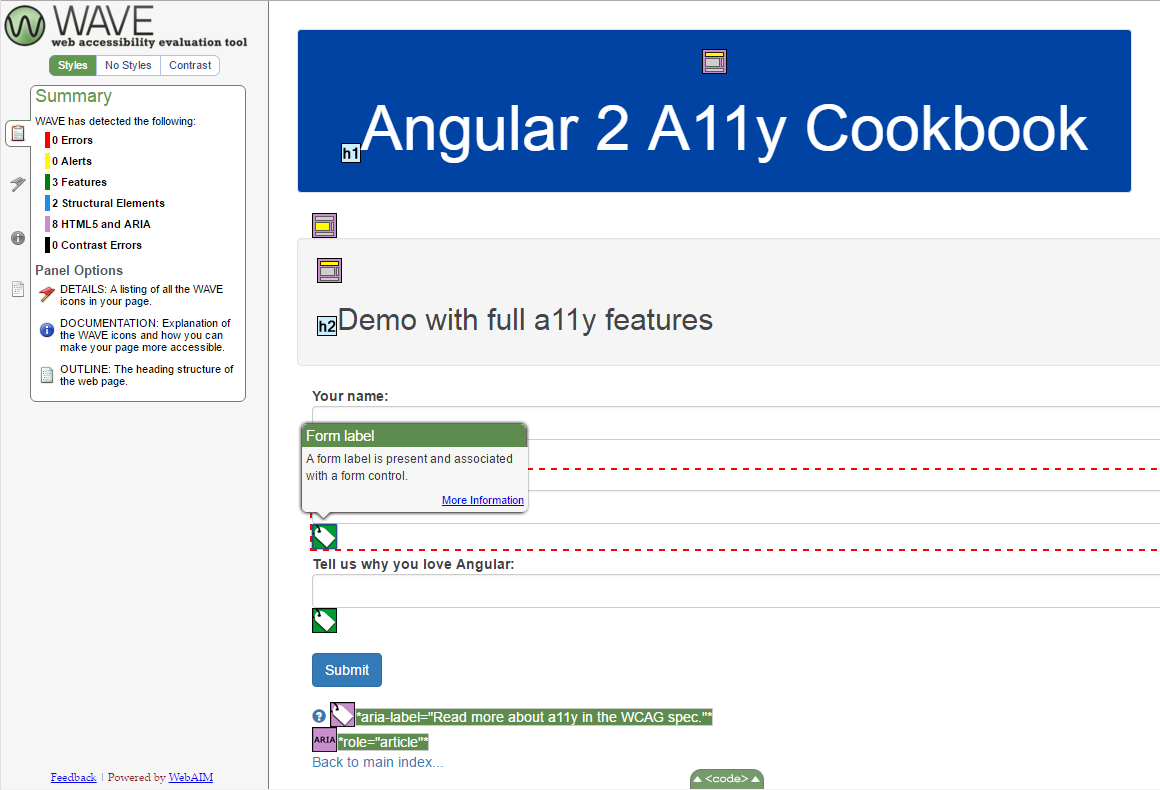 WAVE
web accessibility evaluation tool
Styles No Styles Contrast
Summary
WAVE has detected the following:
0 Errors
0 Alerts
3 Features
2 Structural Elements
8 HTML5 and ARIA
0 Contrast Errors
Panel Options
DETAILS: A listing of all the WAVE
icons in your page.
DOCUMENTATION: Explanation of
the WAVE icons and how you can
make your page more accessible.
OUTLINE: The heading structure of
the web page.
Feedback | Powered by WebAIM
h1 Angular 2 A11y Cookbook
h2 Demo with full a11y features
Your name:
Form label
A form label is present and associated
with a form control.
More Information
Tell us why you love Angular:
Submit
*aria-label="Read more about a11y in the WCAG spec."*
ARIA *role="article"*
Back to main index...
<code>